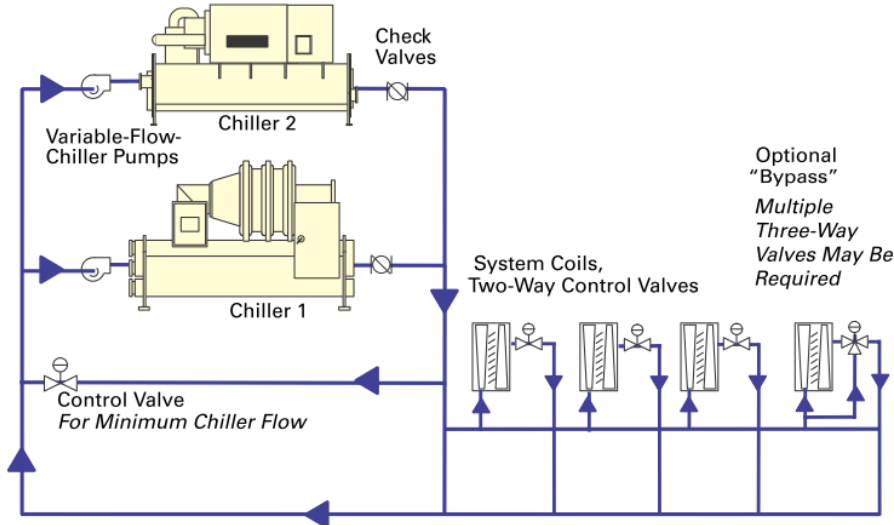 Check
Valves
Chiller 2
Variable-Flow-
Chiller Pumps
Optional
“Bypass”
Multiple
Three-Way
Valves May Be
Required
System Coils,
Two-Way Control Valves
Chiller 1
Control Valve
For Minimum Chiller Flow